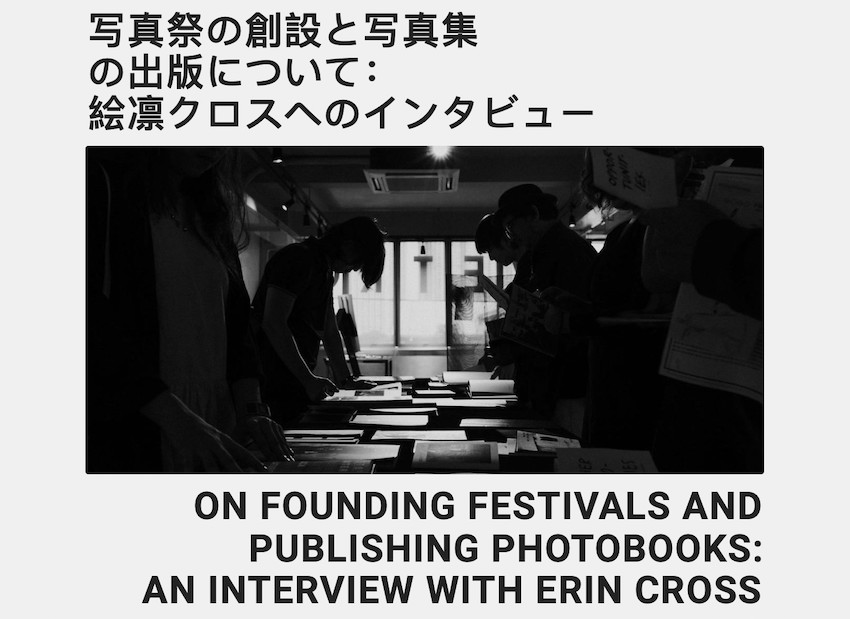 写真祭の創設と写真集
の出版について：
絵凛クロスへのインタビュー
ON FOUNDING FESTIVALS AND
PUBLISHING PHOTOBOOKS:
AN INTERVIEW WITH ERIN CROSS